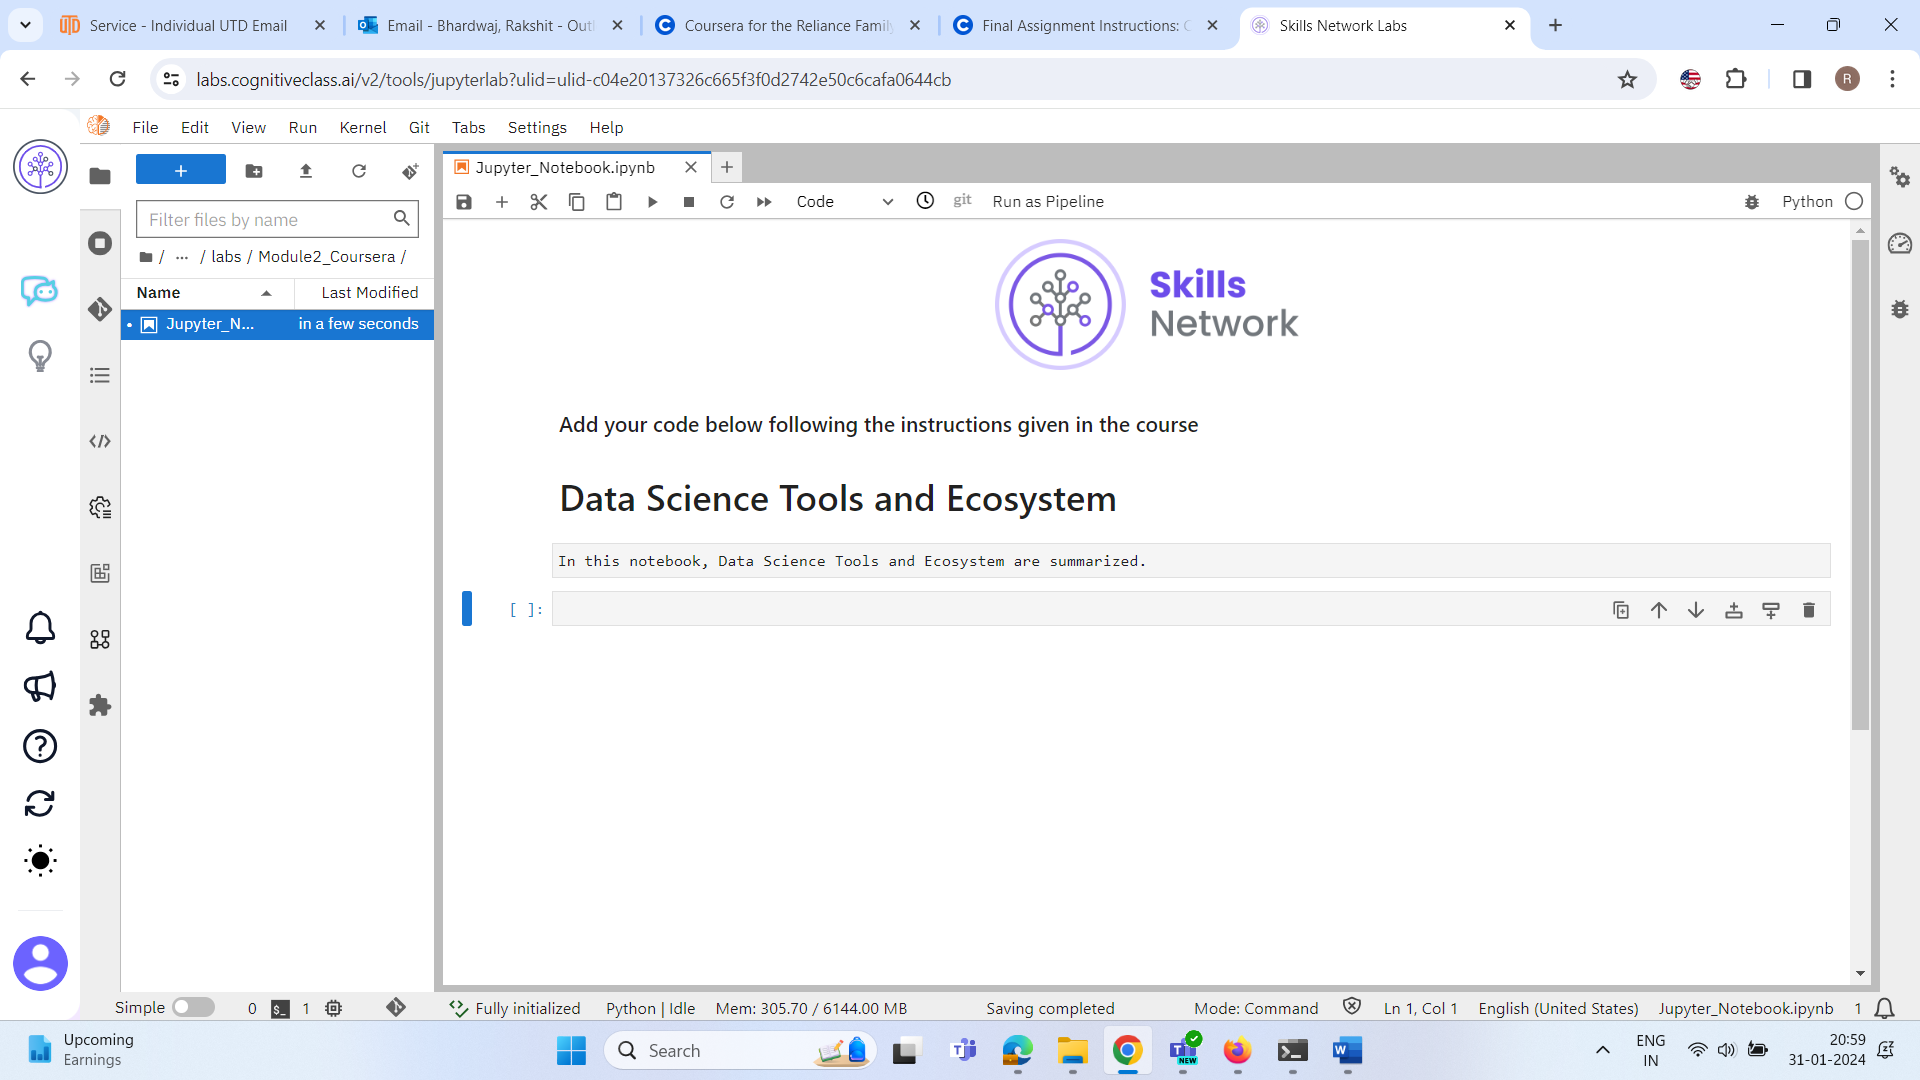 Service - Individual UTD Email
Email - Bhardwaj, Rakshit - Outl
Coursera for the Reliance Family
Final Assignment Instructions: C
Skills Network Labs
labs.cognitiveclass.ai/v2/tools/jupyterlab?ulid=ulid-c04e20137326c665f3f0d2742e50c6cafa0644cb
R
File Edit View Run Kernel Git Tabs Settings Help
Jupyter_Notebook.ipynb
Code
git
Run as Pipeline
Python
Filter files by name
/ ... / labs / Module2_Coursera /
Name Last Modified
Jupyter_N... in a few seconds
Skills
Network
Add your code below following the instructions given in the course
Data Science Tools and Ecosystem
In this notebook, Data Science Tools and Ecosystem are summarized.
[ ]:
Simple 0 $_ 1 Fully initialized Python | Idle Mem: 305.70 / 6144.00 MB Saving completed Mode: Command Ln 1, Col 1 English (United States) Jupyter_Notebook.ipynb 1
Upcoming
Earnings
Search
NEW
ENG
IN
20:59
31-01-2024